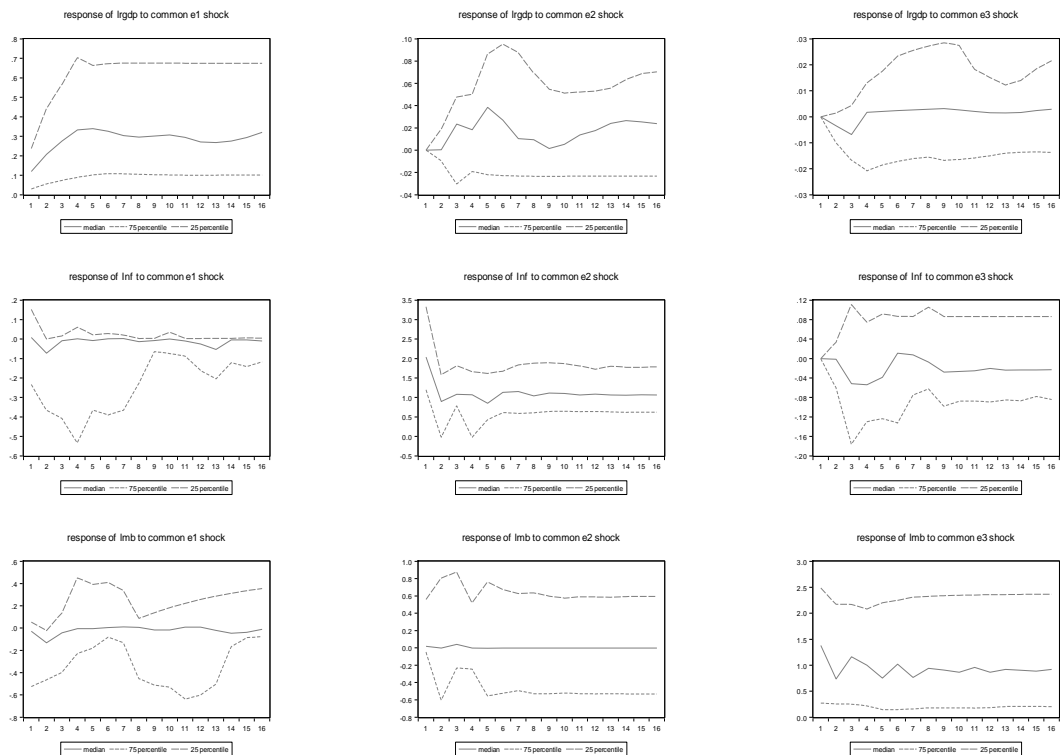 response of lrgdp to common e1 shock
.8
.7
.6
.5
.4
.3
.2
.1
.0
1 2 3 4 5 6 7 8 9 10 11 12 13 14 15 16
median 75 percentile 25 percentile
response of lrgdp to common e2 shock
.10
.08
.06
.04
.02
.00
-.02
-.04
1 2 3 4 5 6 7 8 9 10 11 12 13 14 15 16
median 75 percentile 25 percentile
response of lrgdp to common e3 shock
.03
.02
.01
.00
-.01
-.02
-.03
1 2 3 4 5 6 7 8 9 10 11 12 13 14 15 16
median 75 percentile 25 percentile
response of Inf to common e1 shock
.2
.1
.0
-.1
-.2
-.3
-.4
-.5
-.6
1 2 3 4 5 6 7 8 9 10 11 12 13 14 15 16
median 75 percentile 25 percentile
response of Inf to common e2 shock
3.5
3.0
2.5
2.0
1.5
1.0
0.5
0.0
-0.5
1 2 3 4 5 6 7 8 9 10 11 12 13 14 15 16
median 75 percentile 25 percentile
response of Inf to common e3 shock
.12
.08
.04
.00
-.04
-.08
-.12
-.16
-.20
1 2 3 4 5 6 7 8 9 10 11 12 13 14 15 16
median 75 percentile 25 percentile
response of lmb to common e1 shock
.6
.4
.2
.0
-.2
-.4
-.6
-.8
1 2 3 4 5 6 7 8 9 10 11 12 13 14 15 16
median 75 percentile 25 percentile
response of lmb to common e2 shock
1.0
0.8
0.6
0.4
0.2
0.0
-0.2
-0.4
-0.6
-0.8
1 2 3 4 5 6 7 8 9 10 11 12 13 14 15 16
median 75 percentile 25 percentile
response of lmb to common e3 shock
3.0
2.5
2.0
1.5
1.0
0.5
0.0
1 2 3 4 5 6 7 8 9 10 11 12 13 14 15 16
median 75 percentile 25 percentile